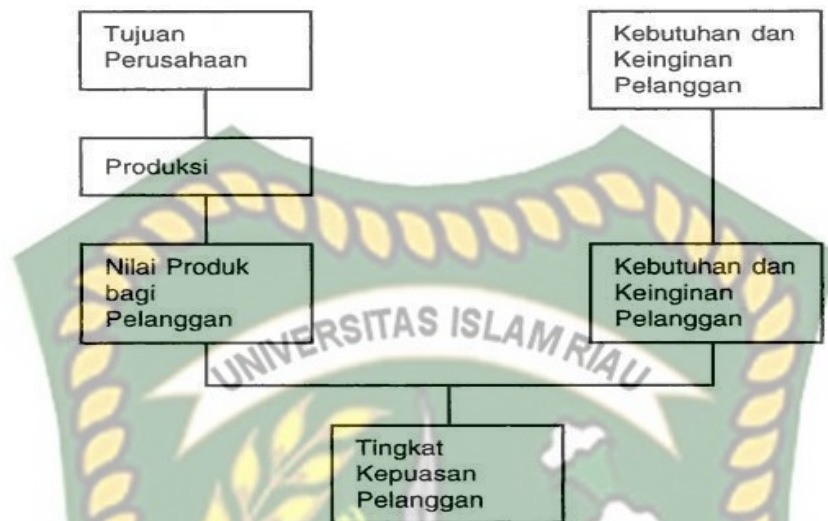 Tujuan
Perusahaan
Kebutuhan dan
Keinginan
Pelanggan
Produksi
Nilai Produk
bagi
Pelanggan
Kebutuhan dan
Keinginan
Pelanggan
UNIVERSITAS ISLAM RIAU
Tingkat
Kepuasan
Pelanggan